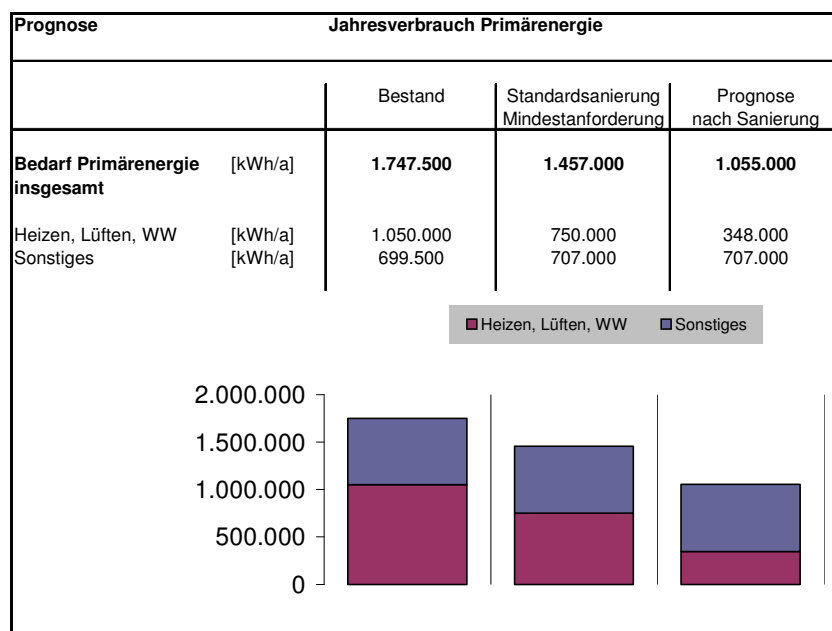 Prognose Jahresverbrauch Primärenergie
Bestand Standardsanierung Prognose
Mindestanforderung nach Sanierung
Bedarf Primärenergie [kWh/a] 1.747.500 1.457.000 1.055.000
insgesamt
Heizen, Lüften, WW [kWh/a] 1.050.000 750.000 348.000
Sonstiges [kWh/a] 699.500 707.000 707.000
Heizen, Lüften, WW Sonstiges
2.000.000
1.500.000
1.000.000
500.000
0